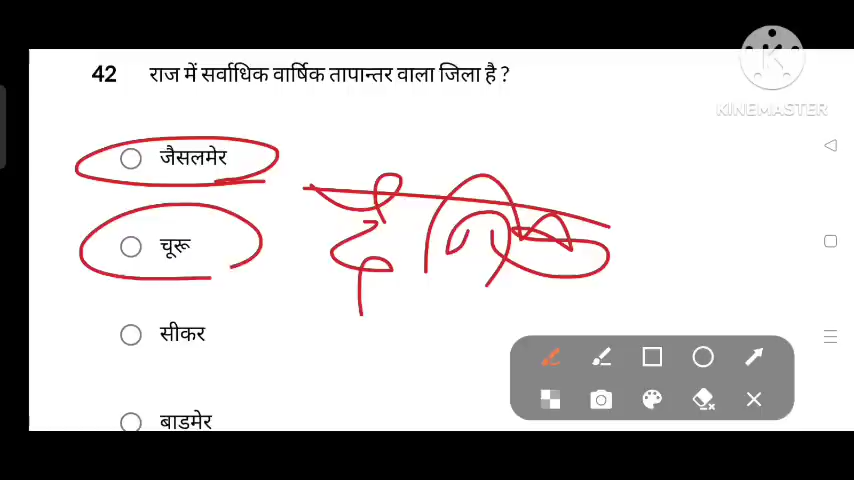 42 राज में सर्वाधिक वार्षिक तापान्तर वाला जिला है ?
KINEMASTER
जैसलमेर
चूरू
दैनिक
सीकर
बाडमेर